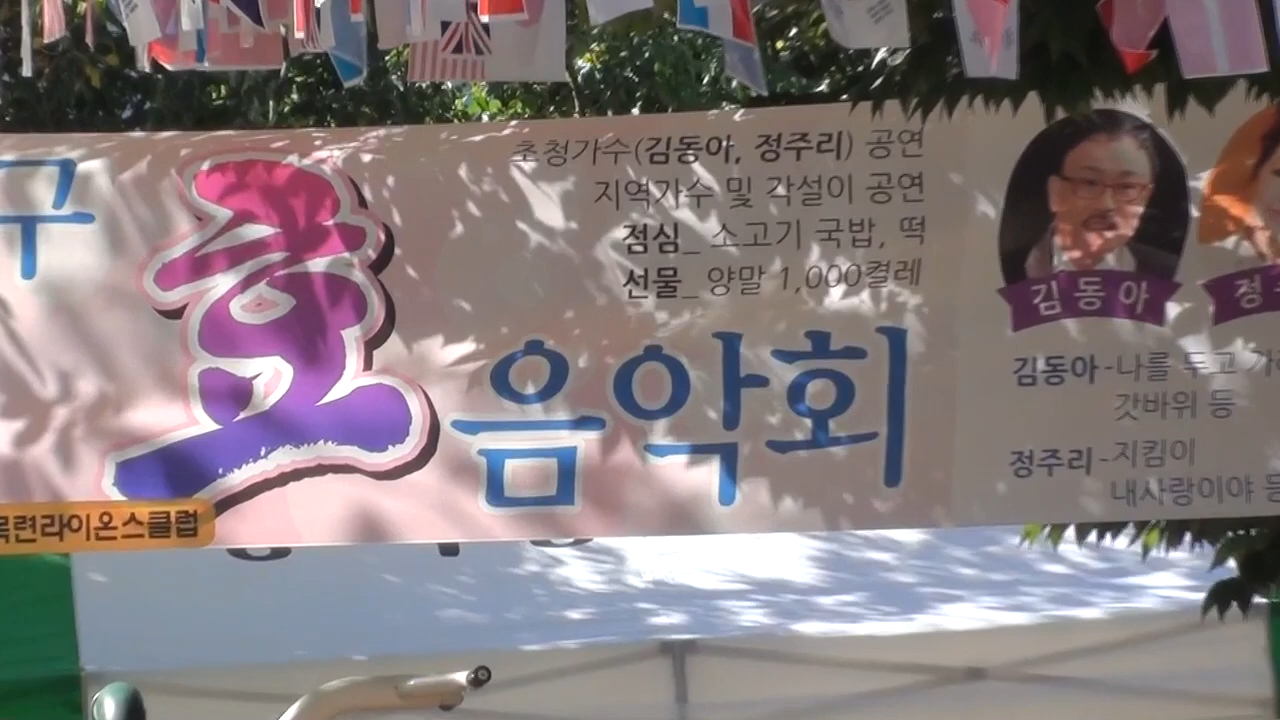 구 효 음악회
초청가수(김동아, 정주리) 공연
지역가수 및 각설이 공연
점심_ 소고기 국밥, 떡
선물_ 양말 1,000켤레
김동아
정
김동아-나를 두고
갓바위 등
정주리-지킴이
내사랑이야 등
목련라이온스클럽